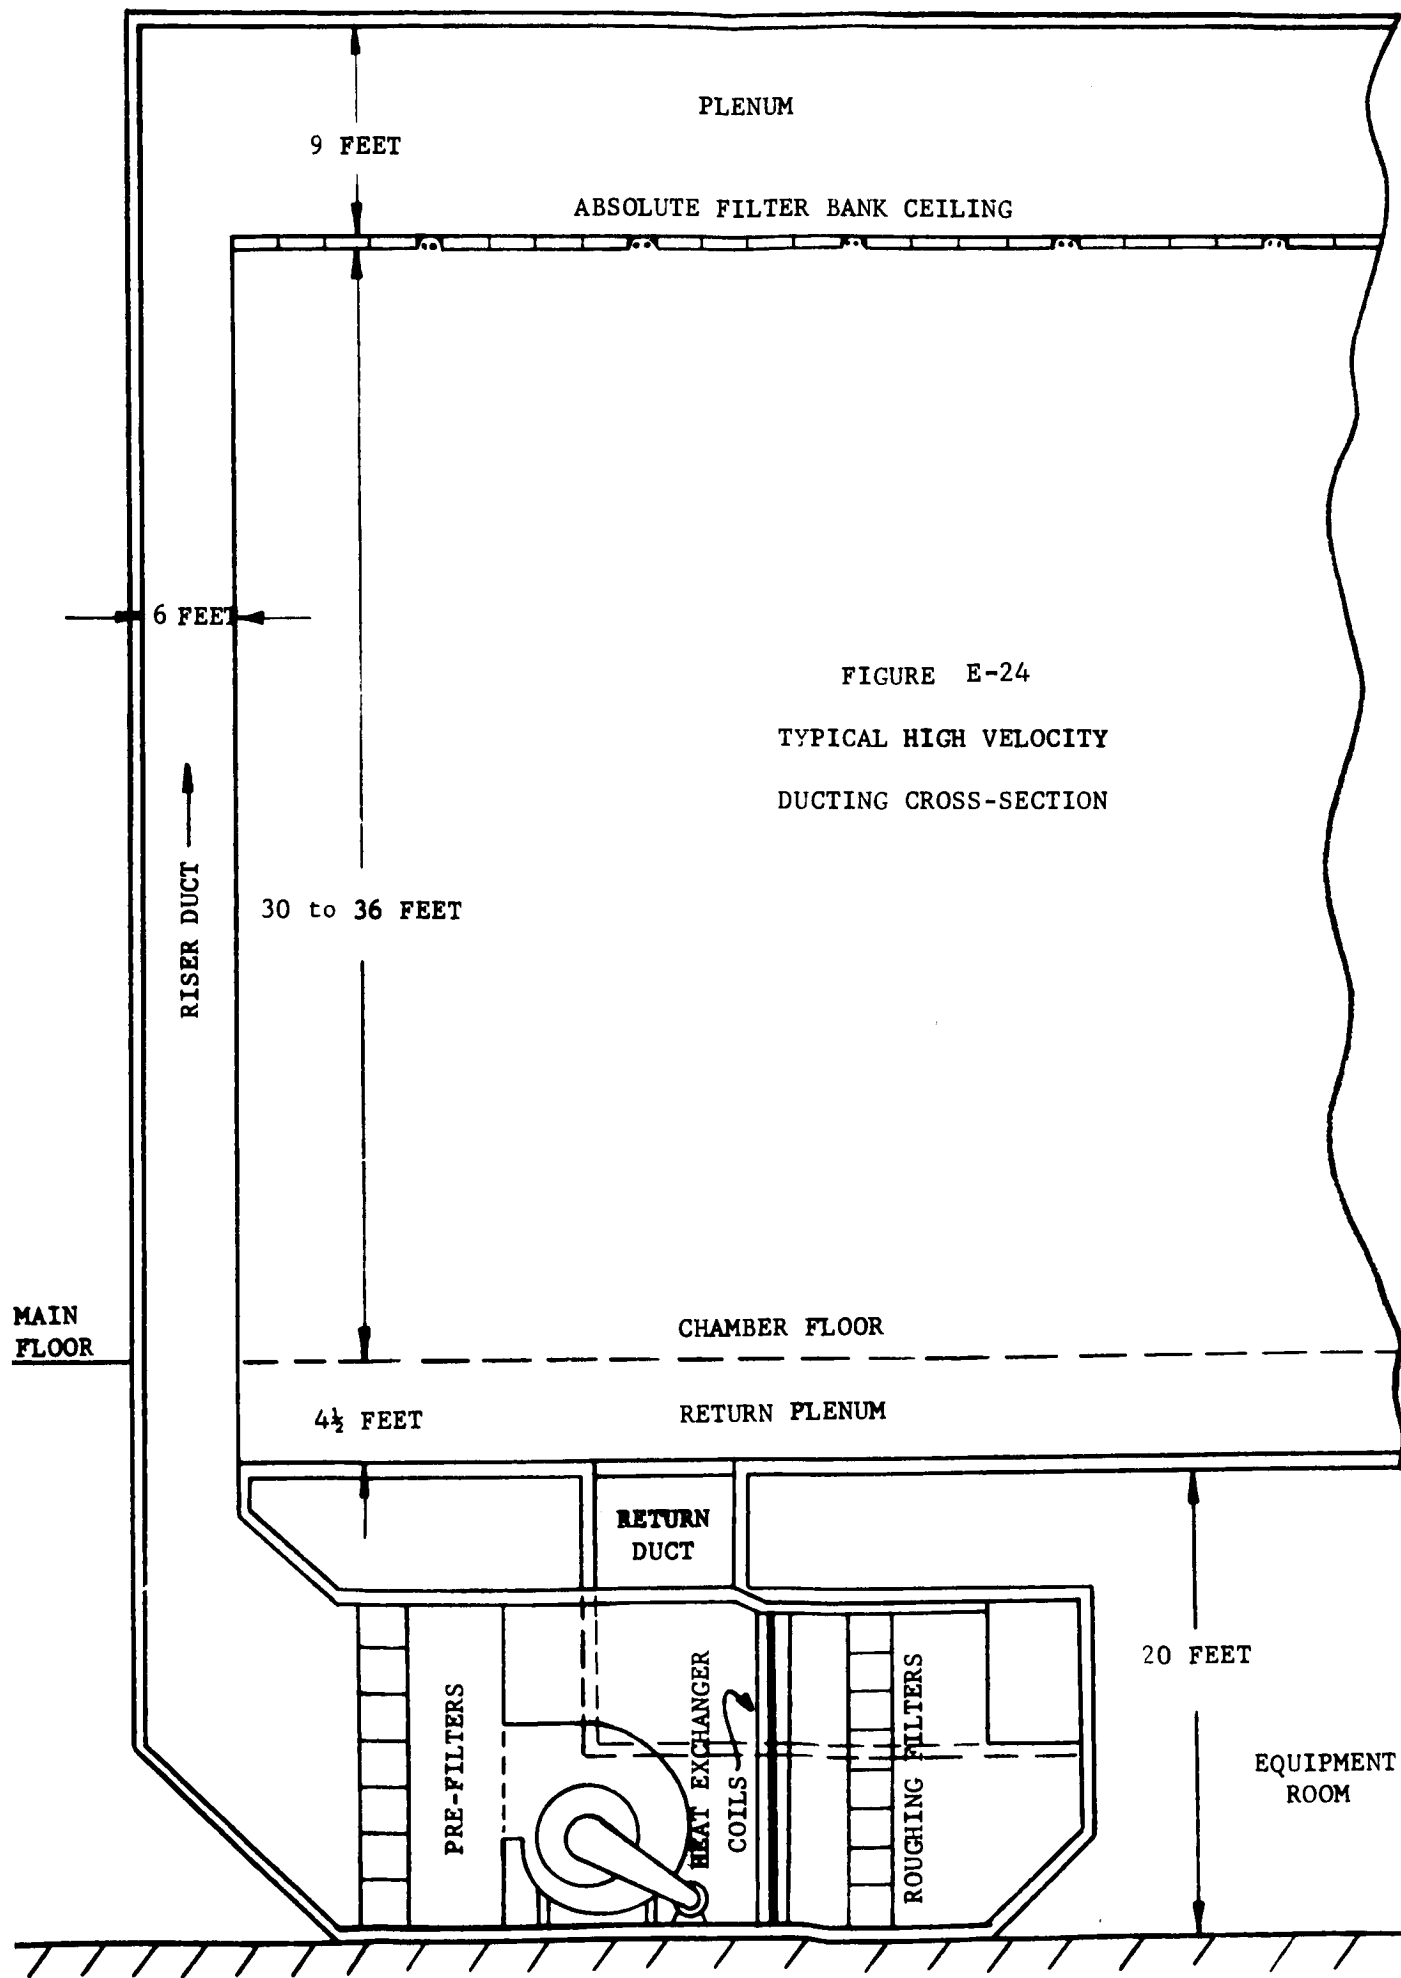 PLENUM
9 FEET
ABSOLUTE FILTER BANK CEILING
6 FEET
FIGURE E-24
TYPICAL HIGH VELOCITY
DUCTING CROSS-SECTION
RISER DUCT
30 to 36 FEET
MAIN
FLOOR
CHAMBER FLOOR
4½ FEET
RETURN PLENUM
RETURN
DUCT
20 FEET
PRE-FILTERS
HEAT EXCHANGER
COILS
ROUGHING FILTERS
EQUIPMENT
ROOM